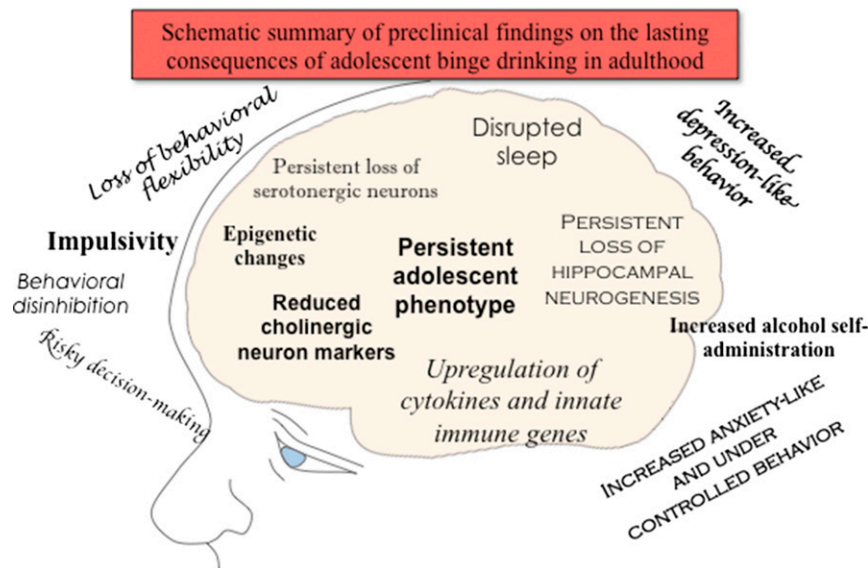 Schematic summary of preclinical findings on the lasting
consequences of adolescent binge drinking in adulthood
Loss of behavioral
flexibility
Impulsivity
Behavioral
disinhibition
Risky decision-making
Persistent loss of
serotonergic neurons
Disrupted
sleep
Epigenetic
changes
Persistent
adolescent
phenotype
PERSISTENT
LOSS OF
HIPPOCAMPAL
NEUROGENESIS
Reduced
cholinergic
neuron markers
Upregulation of
cytokines and innate
immune genes
Increased
depression-like
behavior
Increased alcohol self-
administration
INCREASED ANXIETY-LIKE
AND UNDER
CONTROLLED BEHAVIOR